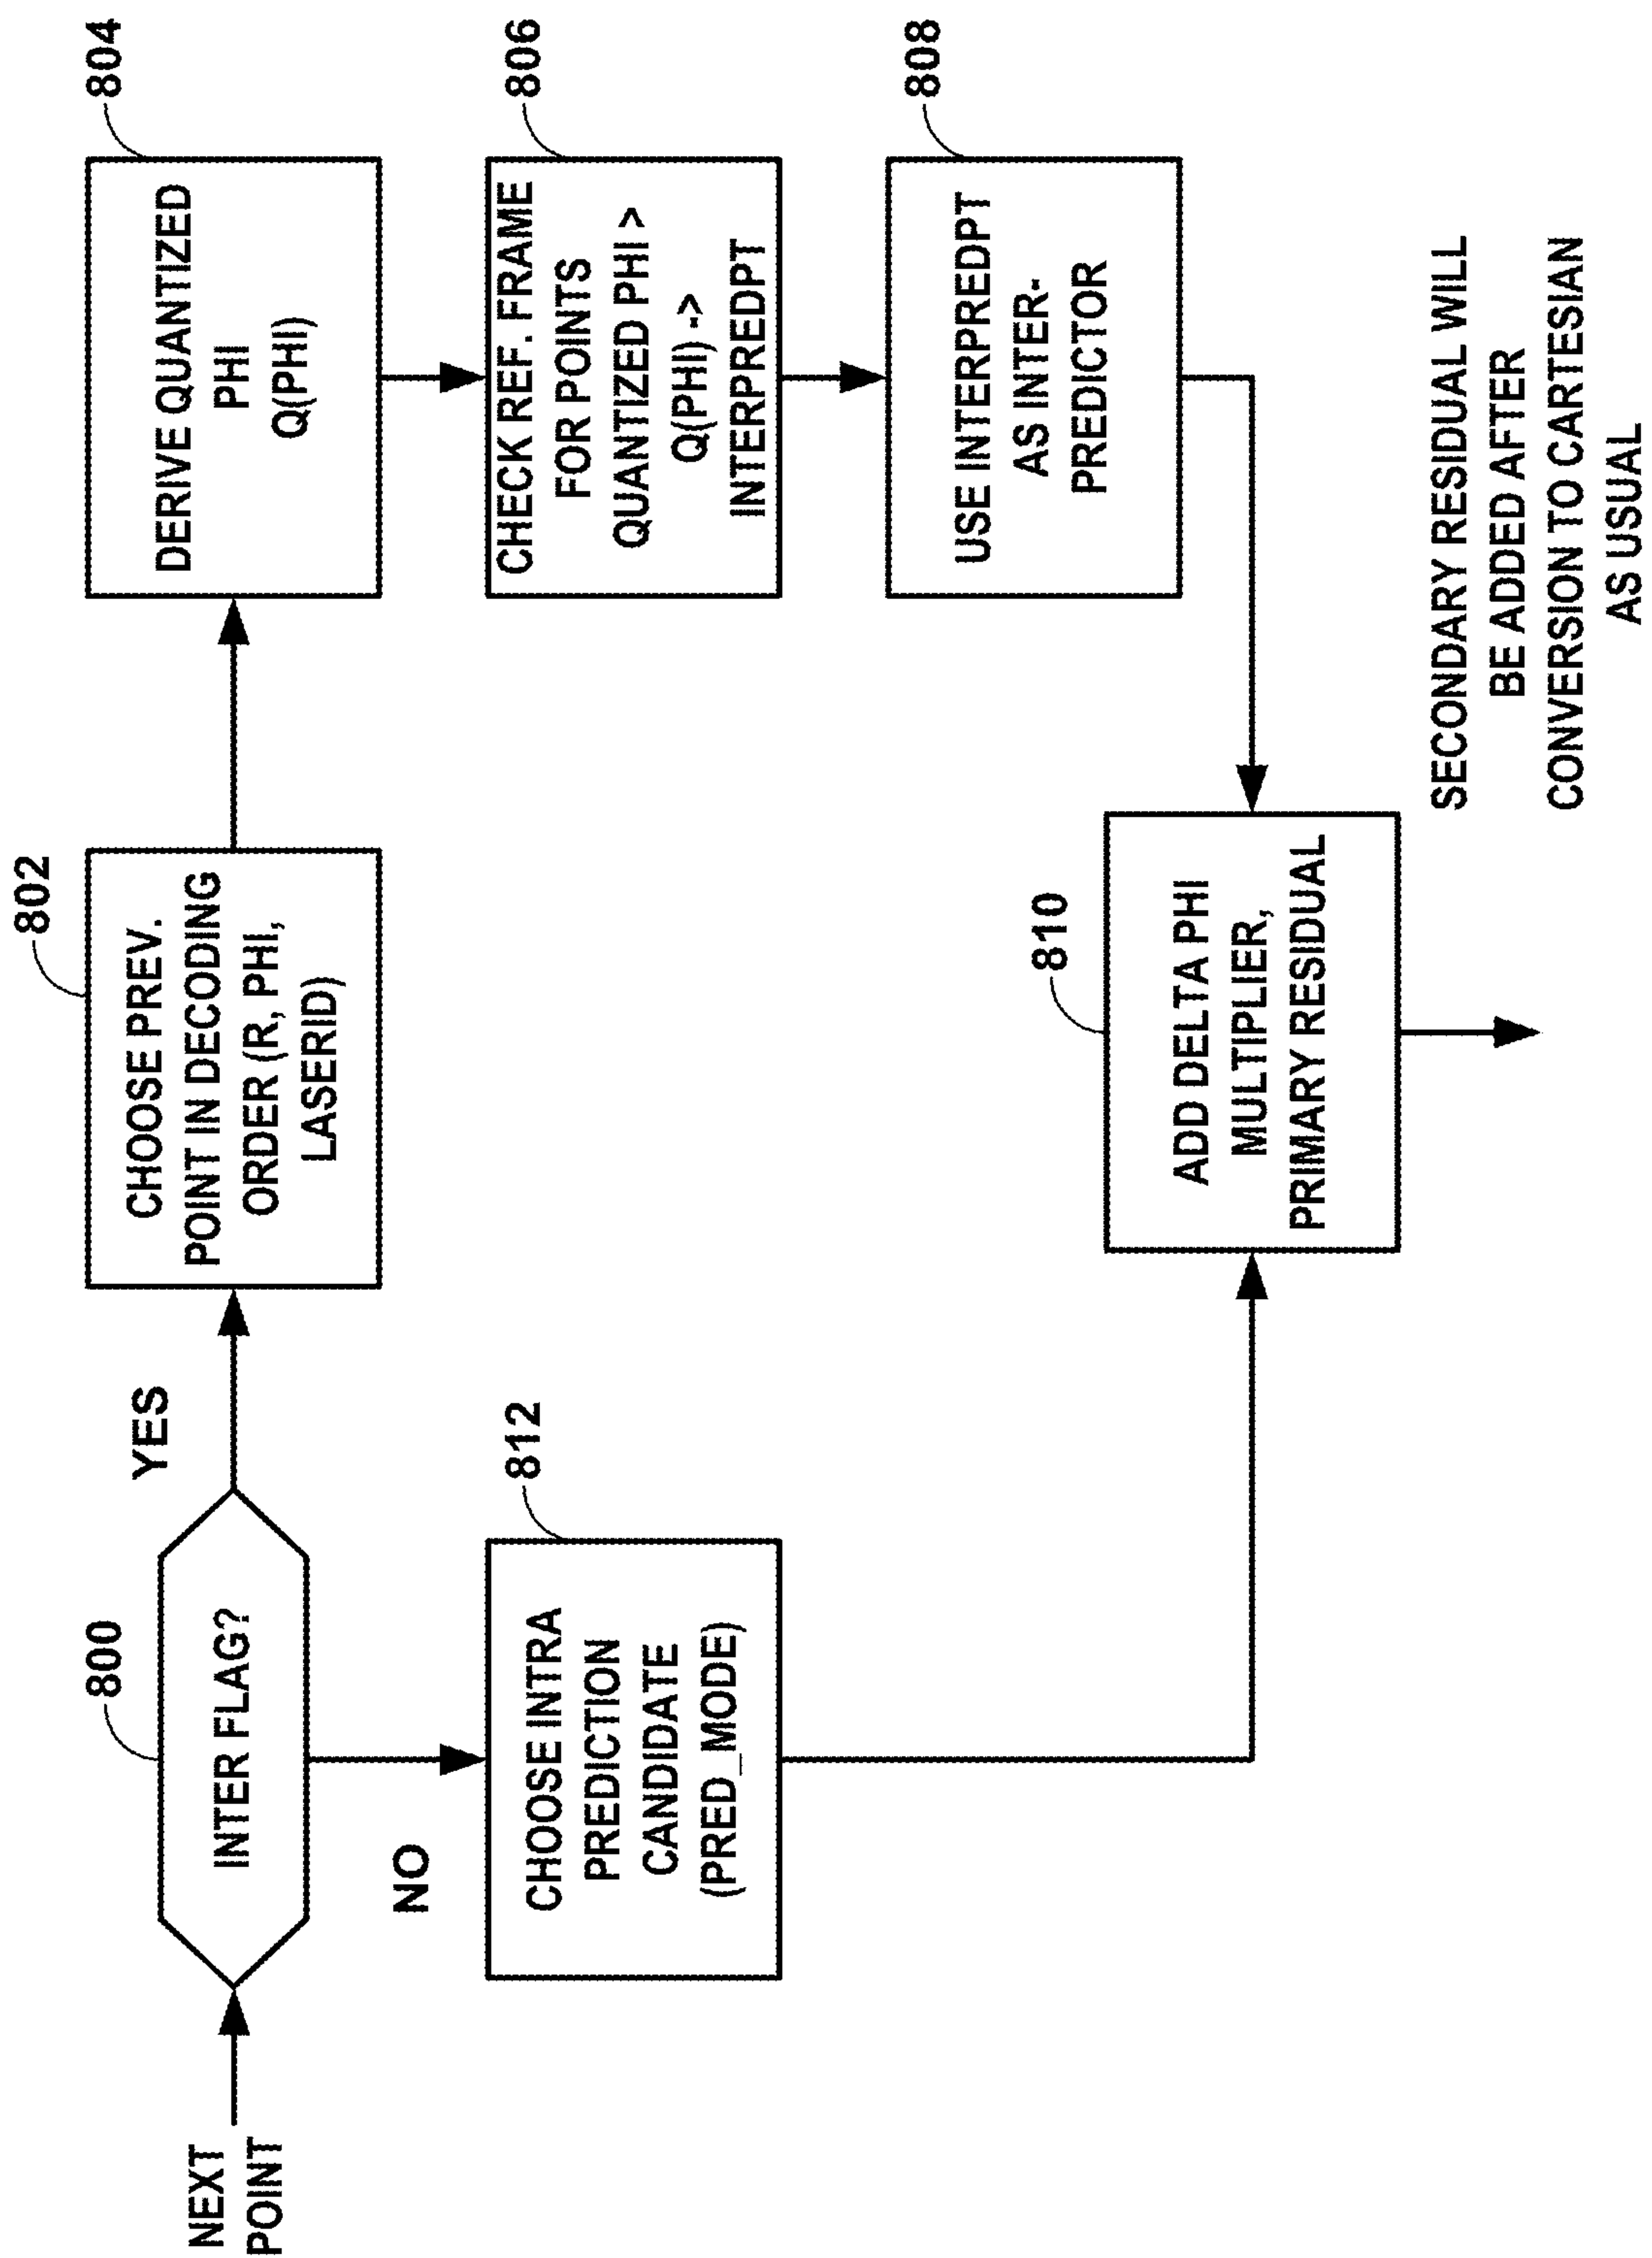 NEXT
POINT
800
INTER FLAG?
YES
NO
802
CHOOSE PREV.
POINT IN DECODING
ORDER (R, PHI,
LASERID)
804
DERIVE QUANTIZED
PHI
Q(PHI)
806
CHECK REF. FRAME
FOR POINTS
QUANTIZED PHI >
Q(PHI) ->
INTERPREDPT
808
USE INTERPREDPT
AS INTER-
PREDICTOR
812
CHOOSE INTRA
PREDICTION
CANDIDATE
(PRED_MODE)
810
ADD DELTA PHI
MULTIPLIER,
PRIMARY RESIDUAL
SECONDARY RESIDUAL WILL
BE ADDED AFTER
CONVERSION TO CARTESIAN
AS USUAL